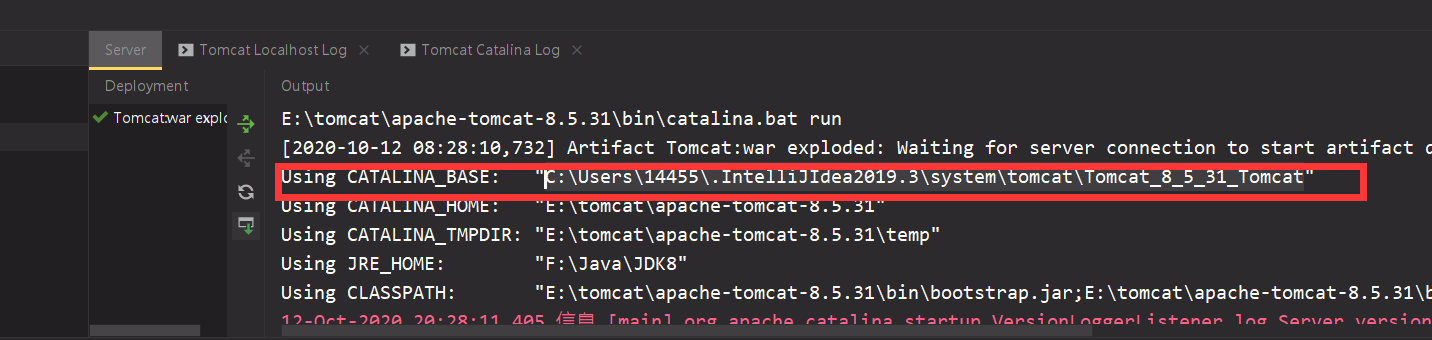 Server Tomcat Localhost Log Tomcat Catalina Log
Deployment Output
Tomcat:war explo
E:\tomcat\apache-tomcat-8.5.31\bin\catalina.bat run
[2020-10-12 08:28:10,732] Artifact Tomcat:war exploded: Waiting for server connection to start artifact d
Using CATALINA_BASE: "C:\Users\14455\.IntelliJIdea2019.3\system\tomcat\Tomcat_8_5_31_Tomcat"
Using CATALINA_HOME: "E:\tomcat\apache-tomcat-8.5.31"
Using CATALINA_TMPDIR: "E:\tomcat\apache-tomcat-8.5.31\temp"
Using JRE_HOME: "F:\Java\JDK8"
Using CLASSPATH: "E:\tomcat\apache-tomcat-8.5.31\bin\bootstrap.jar;E:\tomcat\apache-tomcat-8.5.31\b
12-Oct-2020 20:28:11.405 信息 [main] org.apache.catalina.startup.VersionLoggerListener.log Server version